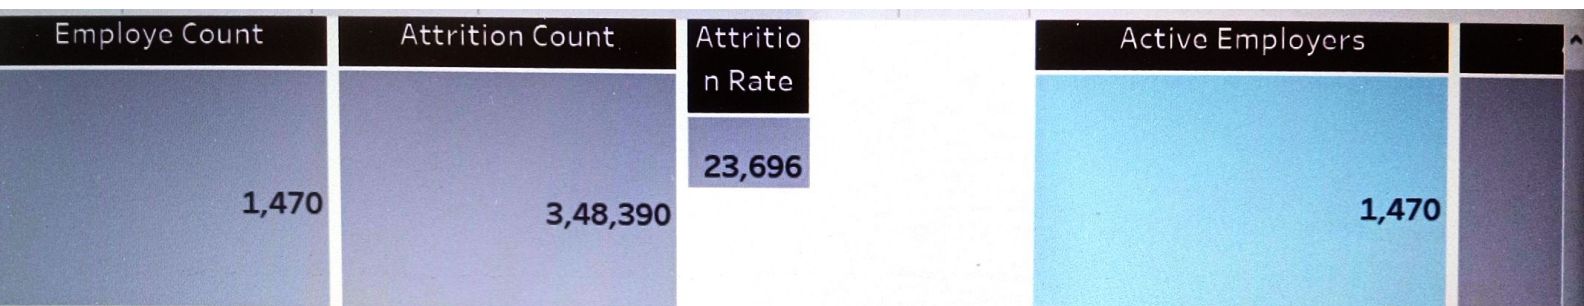 Employe Count
Attrition Count
Attritio
n Rate
Active Employers
1,470
3,48,390
23,696
1,470